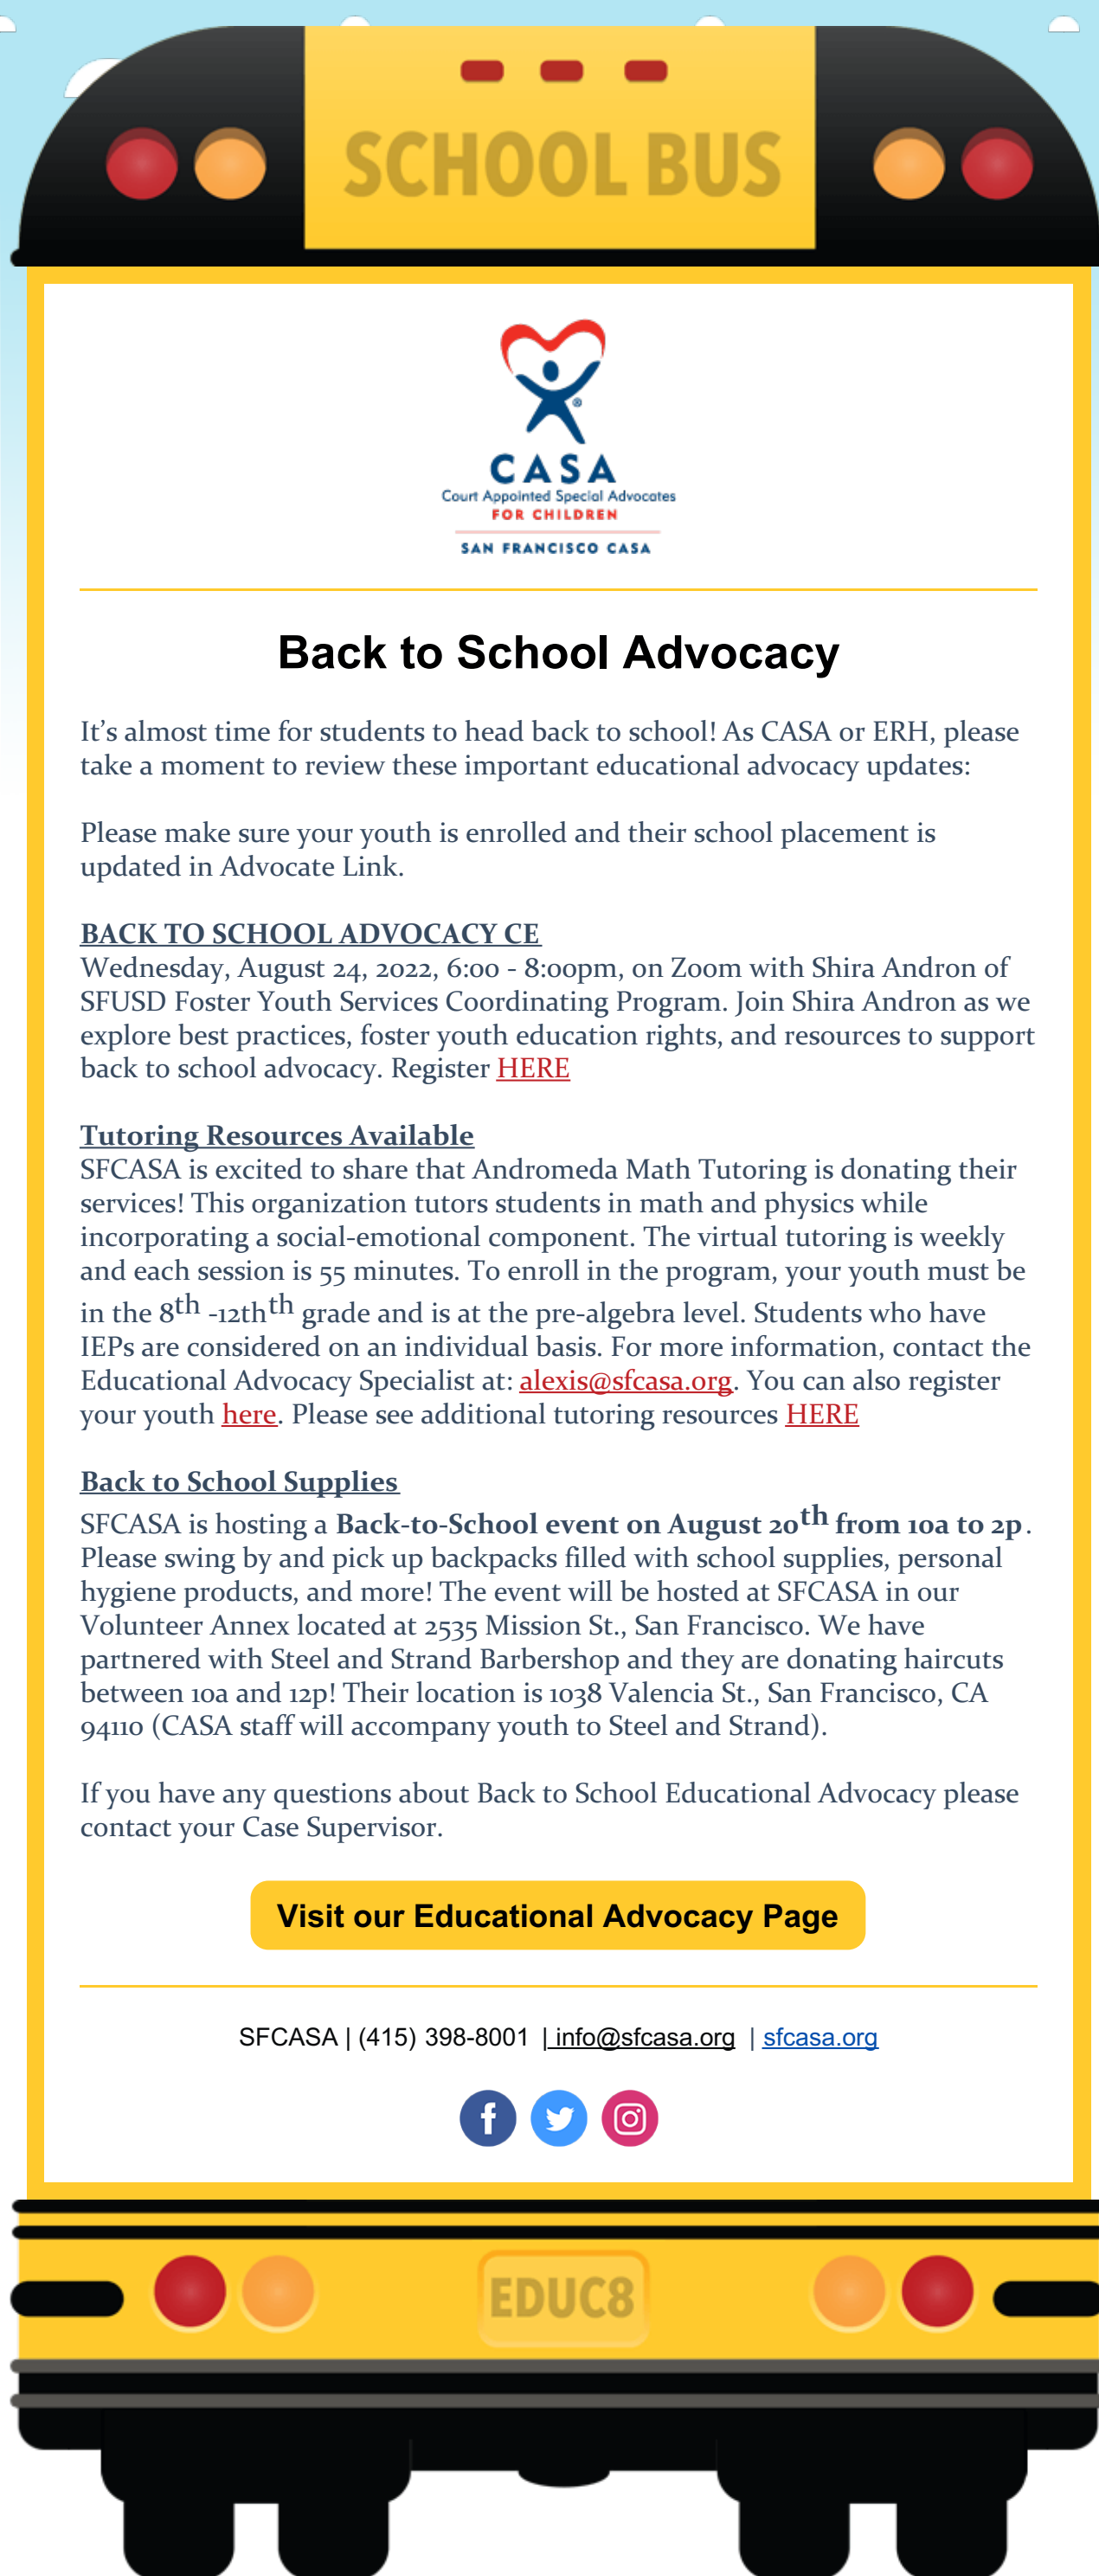 SCHOOL BUS
CASA
Court Appointed Special Advocates
FOR CHILDREN
SAN FRANCISCO CASA
Back to School Advocacy
It’s almost time for students to head back to school! As CASA or ERH, please
take a moment to review these important educational advocacy updates:
Please make sure your youth is enrolled and their school placement is
updated in Advocate Link.
BACK TO SCHOOL ADVOCACY CE
Wednesday, August 24, 2022, 6:00 - 8:00pm, on Zoom with Shira Andron of
SFUSD Foster Youth Services Coordinating Program. Join Shira Andron as we
explore best practices, foster youth education rights, and resources to support
back to school advocacy. Register HERE
Tutoring Resources Available
SFCASA is excited to share that Andromeda Math Tutoring is donating their
services! This organization tutors students in math and physics while
incorporating a social-emotional component. The virtual tutoring is weekly
and each session is 55 minutes. To enroll in the program, your youth must be
in the 8th -12thth grade and is at the pre-algebra level. Students who have
IEPs are considered on an individual basis. For more information, contact the
Educational Advocacy Specialist at: alexis@sfcasa.org. You can also register
your youth here. Please see additional tutoring resources HERE
Back to School Supplies
SFCASA is hosting a Back-to-School event on August 20th from 10a to 2p.
Please swing by and pick up backpacks filled with school supplies, personal
hygiene products, and more! The event will be hosted at SFCASA in our
Volunteer Annex located at 2535 Mission St., San Francisco. We have
partnered with Steel and Strand Barbershop and they are donating haircuts
between 10a and 12p! Their location is 1038 Valencia St., San Francisco, CA
94110 (CASA staff will accompany youth to Steel and Strand).
If you have any questions about Back to School Educational Advocacy please
contact your Case Supervisor.
Visit our Educational Advocacy Page
SFCASA | (415) 398-8001 | info@sfcasa.org | sfcasa.org
EDUC8